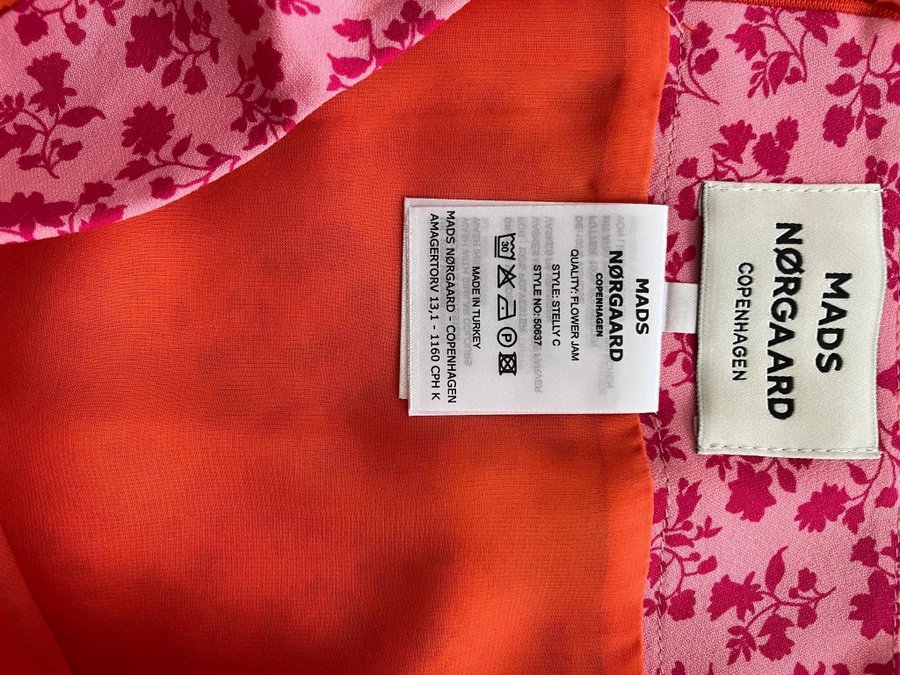 MADS
NØRGAARD
COPENHAGEN
QUALITY: FLOWER JAM
STYLE: STELLY C
STYLE NO: 50637
30
P
MADE IN TURKEY
MADS NØRGAARD - COPENHAGEN
AMAGERTORV 13,1 - 1160 CPH K
MADS
NØRGAARD
COPENHAGEN